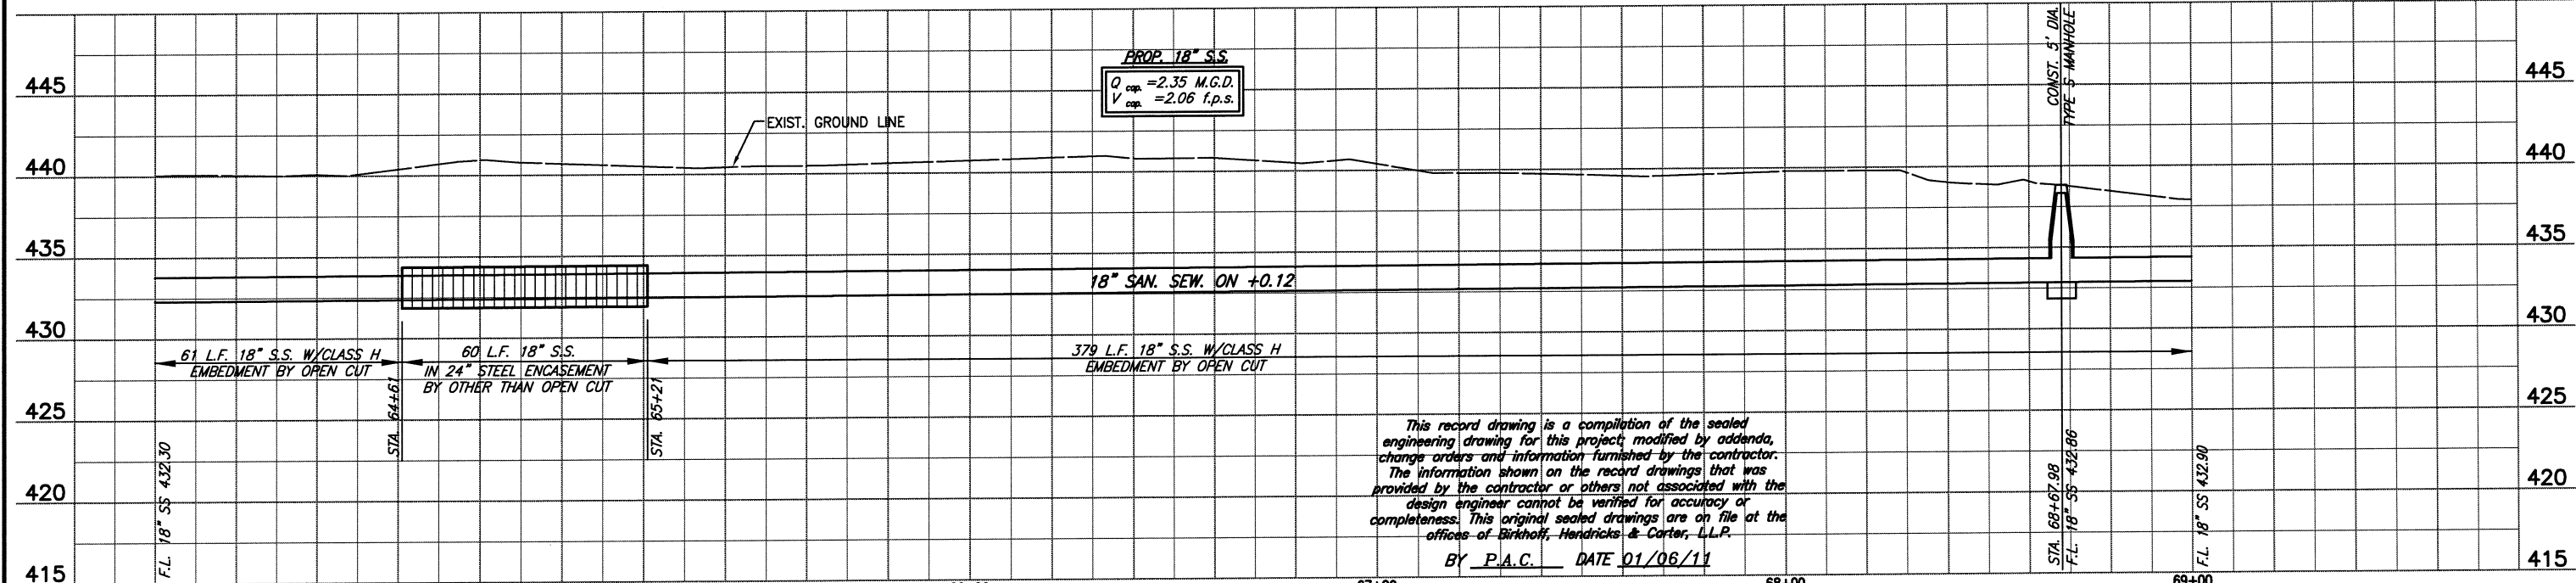 PROP. 18" S.S.
Q cap. =2.35 M.G.D.
V cap. =2.06 f.p.s.
CONST. 5' DIA.
TYPE S MANHOLE
445
445
EXIST. GROUND LINE
440
440
435
435
18" SAN. SEW. ON +0.12
430
430
61 L.F. 18" S.S. W/CLASS H
EMBEDMENT BY OPEN CUT
60 L.F. 18" S.S.
IN 24" STEEL ENCASEMENT
BY OTHER THAN OPEN CUT
379 L.F. 18" S.S. W/CLASS H
EMBEDMENT BY OPEN CUT
425
425
STA. 64+61
STA. 65+21
This record drawing is a compilation of the sealed
engineering drawing for this project; modified by addenda,
change orders and information furnished by the contractor.
The information shown on the record drawings that was
provided by the contractor or others not associated with the
design engineer cannot be verified for accuracy or
completeness. This original sealed drawings are on file at the
offices of Birkhoff, Hendricks & Carter, L.L.P.
BY P.A.C. DATE 01/06/11
420
420
F.L. 18" SS 432.30
STA. 68+67.98
F.L. 18" SS 432.86
F.L. 18" SS 432.90
415
415
67+00
68+00
69+00